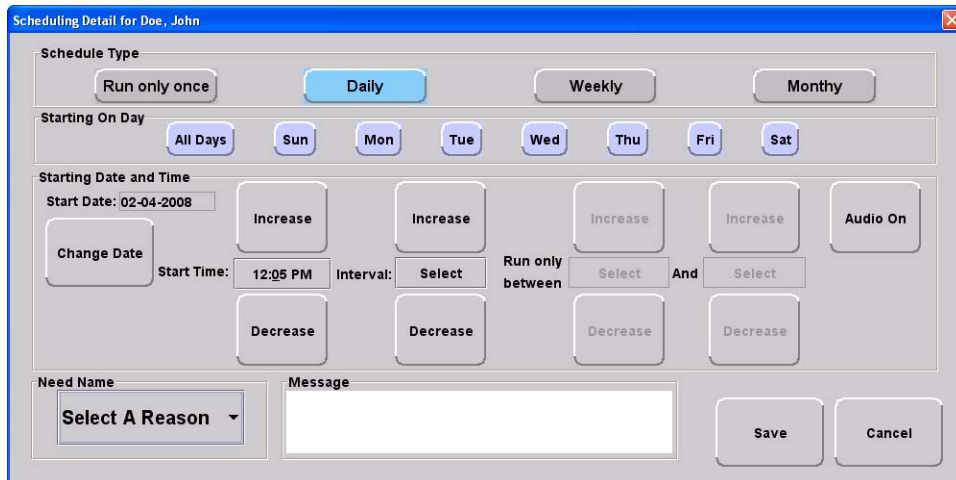 Scheduling Detail for Doe, John
Schedule Type
Run only once Daily Weekly Monthy
Starting On Day
All Days Sun Mon Tue Wed Thu Fri Sat
Starting Date and Time
Start Date: 02-04-2008
Increase Increase Increase Increase Audio On
Change Date
Start Time: 12:05 PM Interval: Select Run only between Select And Select
Decrease Decrease Decrease Decrease
Need Name Message
Select A Reason
Save Cancel